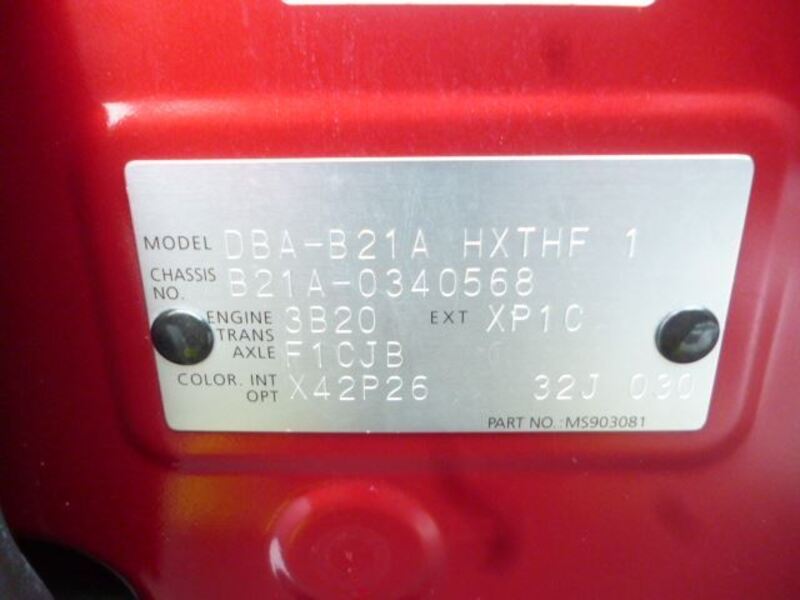 MODEL DBA-B21A HXTHF 1
CHASSIS NO. B21A-0340568
ENGINE 3B20 EXT XP1C
TRANS AXLE F1CJB
COLOR. INT OPT X42P26 32J 030
PART NO.:MS903081